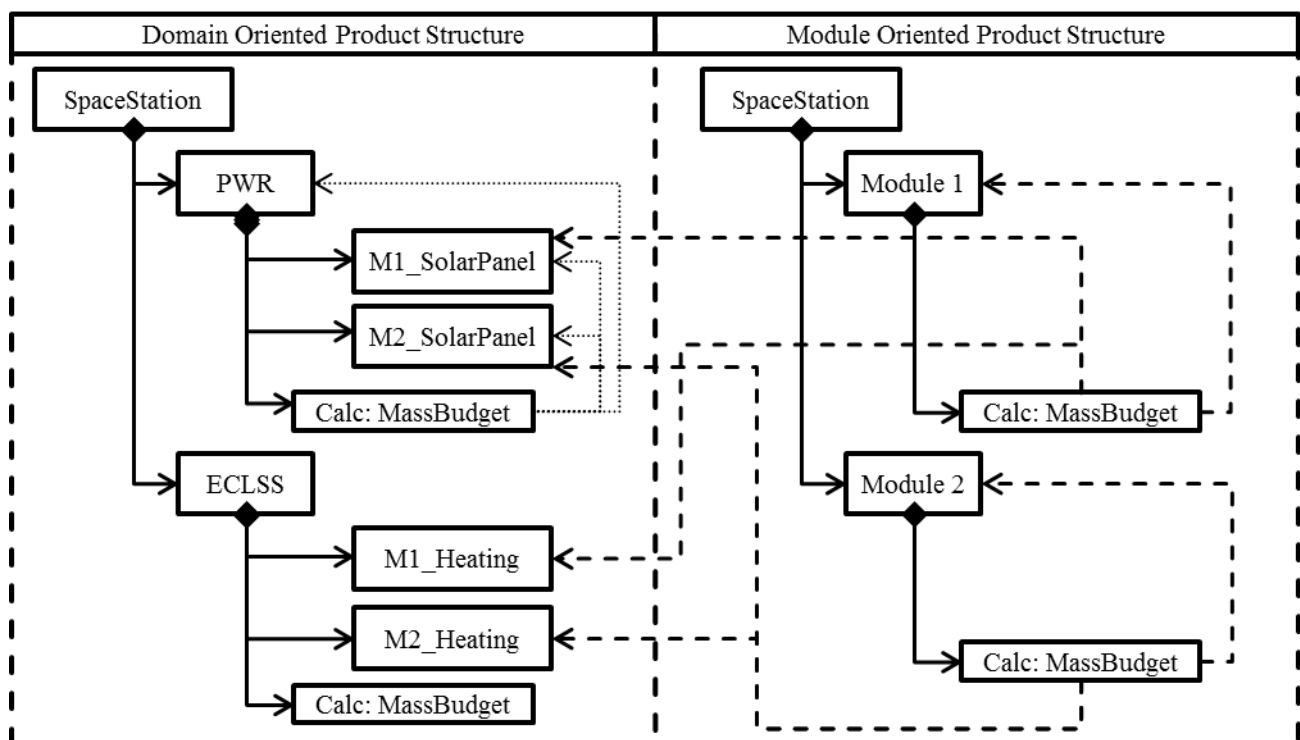 Domain Oriented Product Structure
Module Oriented Product Structure
SpaceStation
PWR
M1_SolarPanel
M2_SolarPanel
Calc: MassBudget
ECLSS
M1_Heating
M2_Heating
Calc: MassBudget
SpaceStation
Module 1
Calc: MassBudget
Module 2
Calc: MassBudget